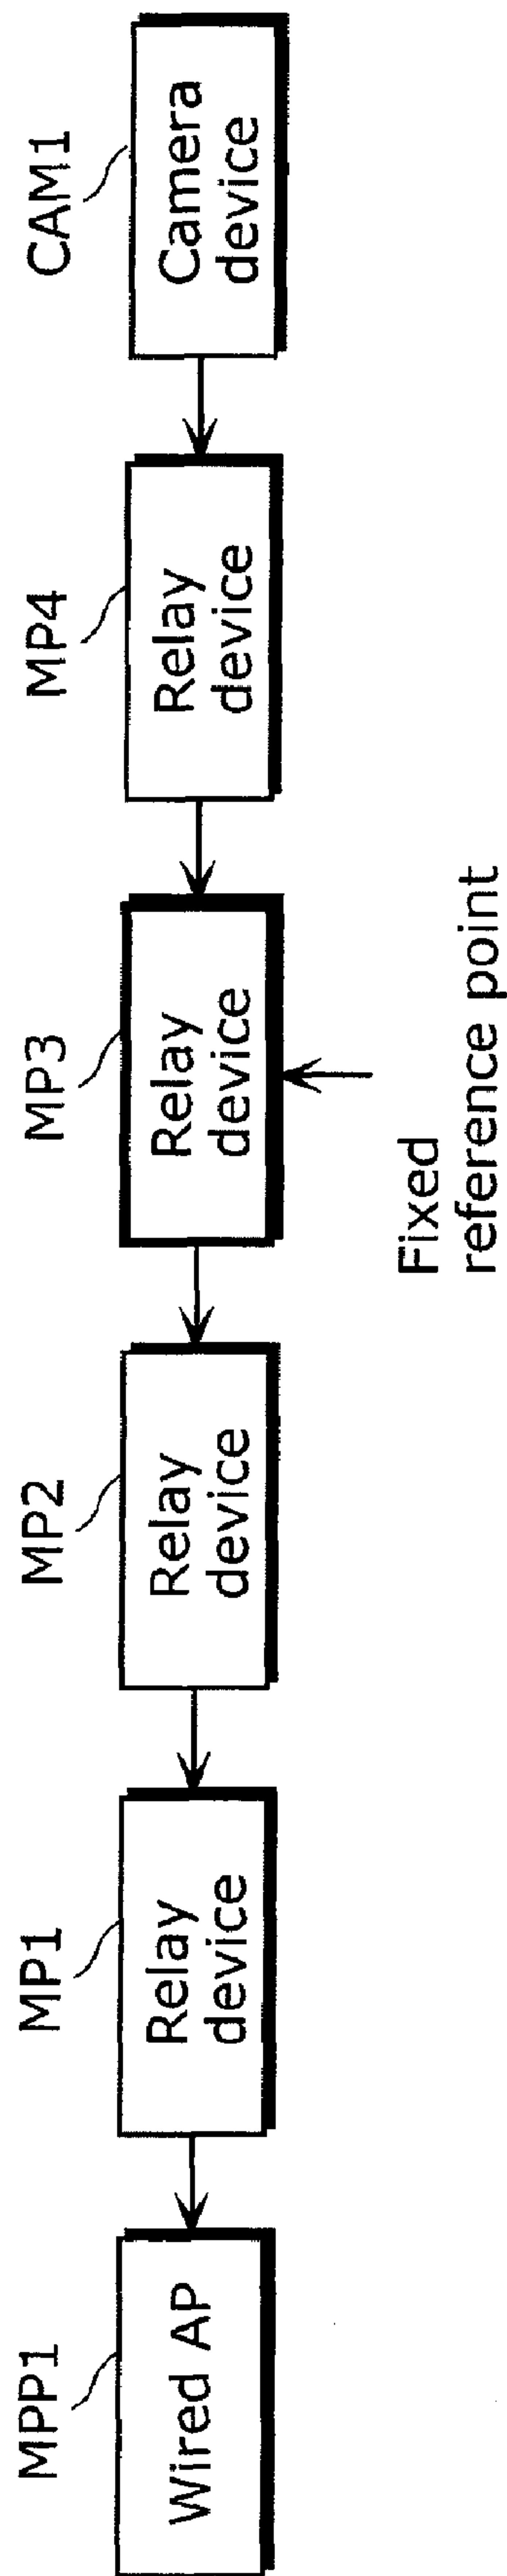 MPP1
Wired AP
MP1
Relay
device
MP2
Relay
device
MP3
Relay
device
Fixed
reference point
MP4
Relay
device
CAM1
Camera
device